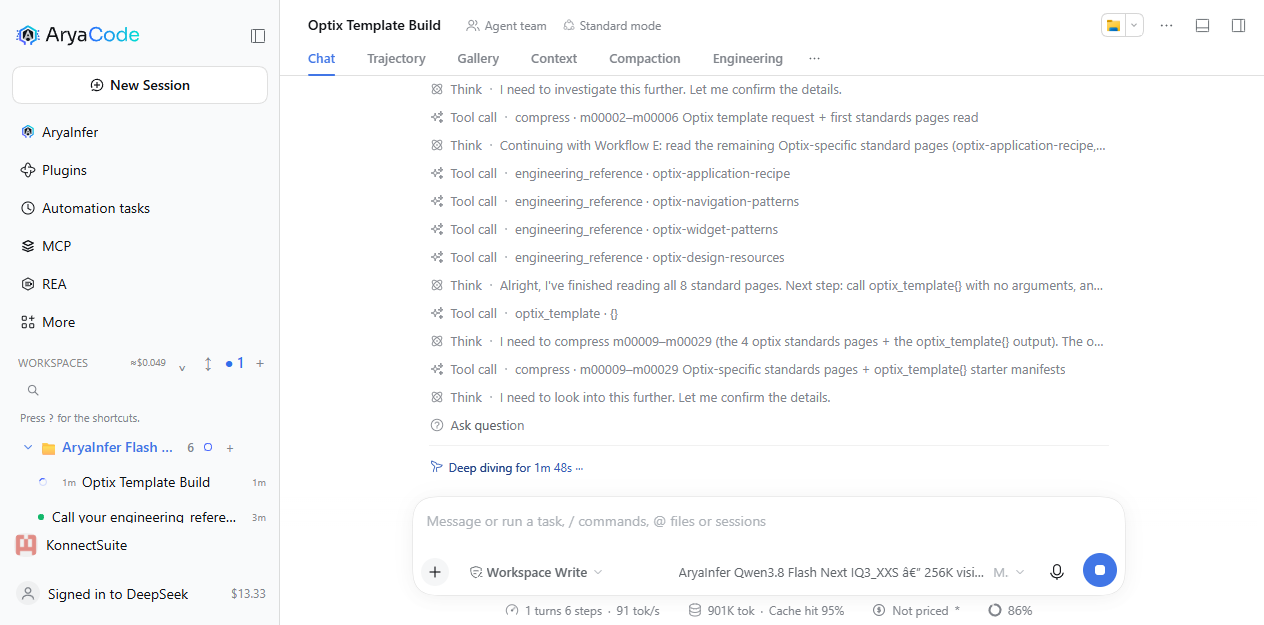 AryaCode
New Session
AryaInfer
Plugins
Automation tasks
MCP
REA
More
WORKSPACES ≈$0.049 1 +
Press ? for the shortcuts.
AryaInfer Flash ... 6 +
1m Optix Template Build 1m
Call your engineering_refere... 3m
KonnectSuite
Signed in to DeepSeek $13.33
Optix Template Build Agent team Standard mode
Chat Trajectory Gallery Context Compaction Engineering ...
Think · I need to investigate this further. Let me confirm the details.
Tool call · compress · m00002–m00006 Optix template request + first standards pages read
Think · Continuing with Workflow E: read the remaining Optix-specific standard pages (optix-application-recipe,...
Tool call · engineering_reference · optix-application-recipe
Tool call · engineering_reference · optix-navigation-patterns
Tool call · engineering_reference · optix-widget-patterns
Tool call · engineering_reference · optix-design-resources
Think · Alright, I've finished reading all 8 standard pages. Next step: call optix_template{} with no arguments, an...
Tool call · optix_template · {}
Think · I need to compress m00009–m00029 (the 4 optix standards pages + the optix_template{} output). The o...
Tool call · compress · m00009–m00029 Optix-specific standards pages + optix_template{} starter manifests
Think · I need to look into this further. Let me confirm the details.
Ask question
Deep diving for 1m 48s ...
Message or run a task, / commands, @ files or sessions
+ Workspace Write AryaInfer Qwen3.8 Flash Next IQ3_XXS â€" 256K visi... M.
1 turns 6 steps · 91 tok/s 901K tok · Cache hit 95% Not priced * 86%